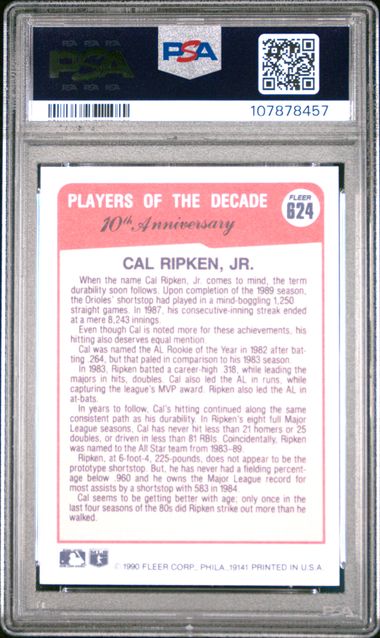 PSA
PSA
107878457
PLAYERS OF THE DECADE
10th Anniversary
FLEER
624
CAL RIPKEN, JR.
When the name Cal Ripken, Jr. comes to mind, the term
durability soon follows. Upon completion of the 1989 season,
the Orioles' shortstop had played in a mind-boggling 1,250
straight games. In 1987, his consecutive-inning streak ended
at a mere 8,243 innings.
Even though Cal is noted more for these achievements, his
hitting also deserves equal mention.
Cal was named the AL Rookie of the Year in 1982 after bat-
ting .264, but that paled in comparison to his 1983 season.
In 1983, Ripken batted a career-high .318, while leading the
majors in hits, doubles. Cal also led the AL in runs, while
capturing the league's MVP award. Ripken also led the AL in
at-bats.
In years to follow, Cal's hitting continued along the same
consistent path as his durability. In Ripken's eight full Major
League seasons, Cal has never hit less than 21 homers or 25
doubles, or driven in less than 81 RBIs. Coincidentally, Ripken
was named to the All Star team from 1983-89.
Ripken, at 6-foot-4, 225-pounds, does not appear to be the
prototype shortstop. But, he has never had a fielding percent-
age below .960 and he owns the Major League record for
most assists by a shortstop with 583 in 1984.
Cal seems to be getting better with age; only once in the
last four seasons of the 80s did Ripken strike out more than
he walked.
© 1990 FLEER CORP., PHILA., 19141 PRINTED IN U.S.A.